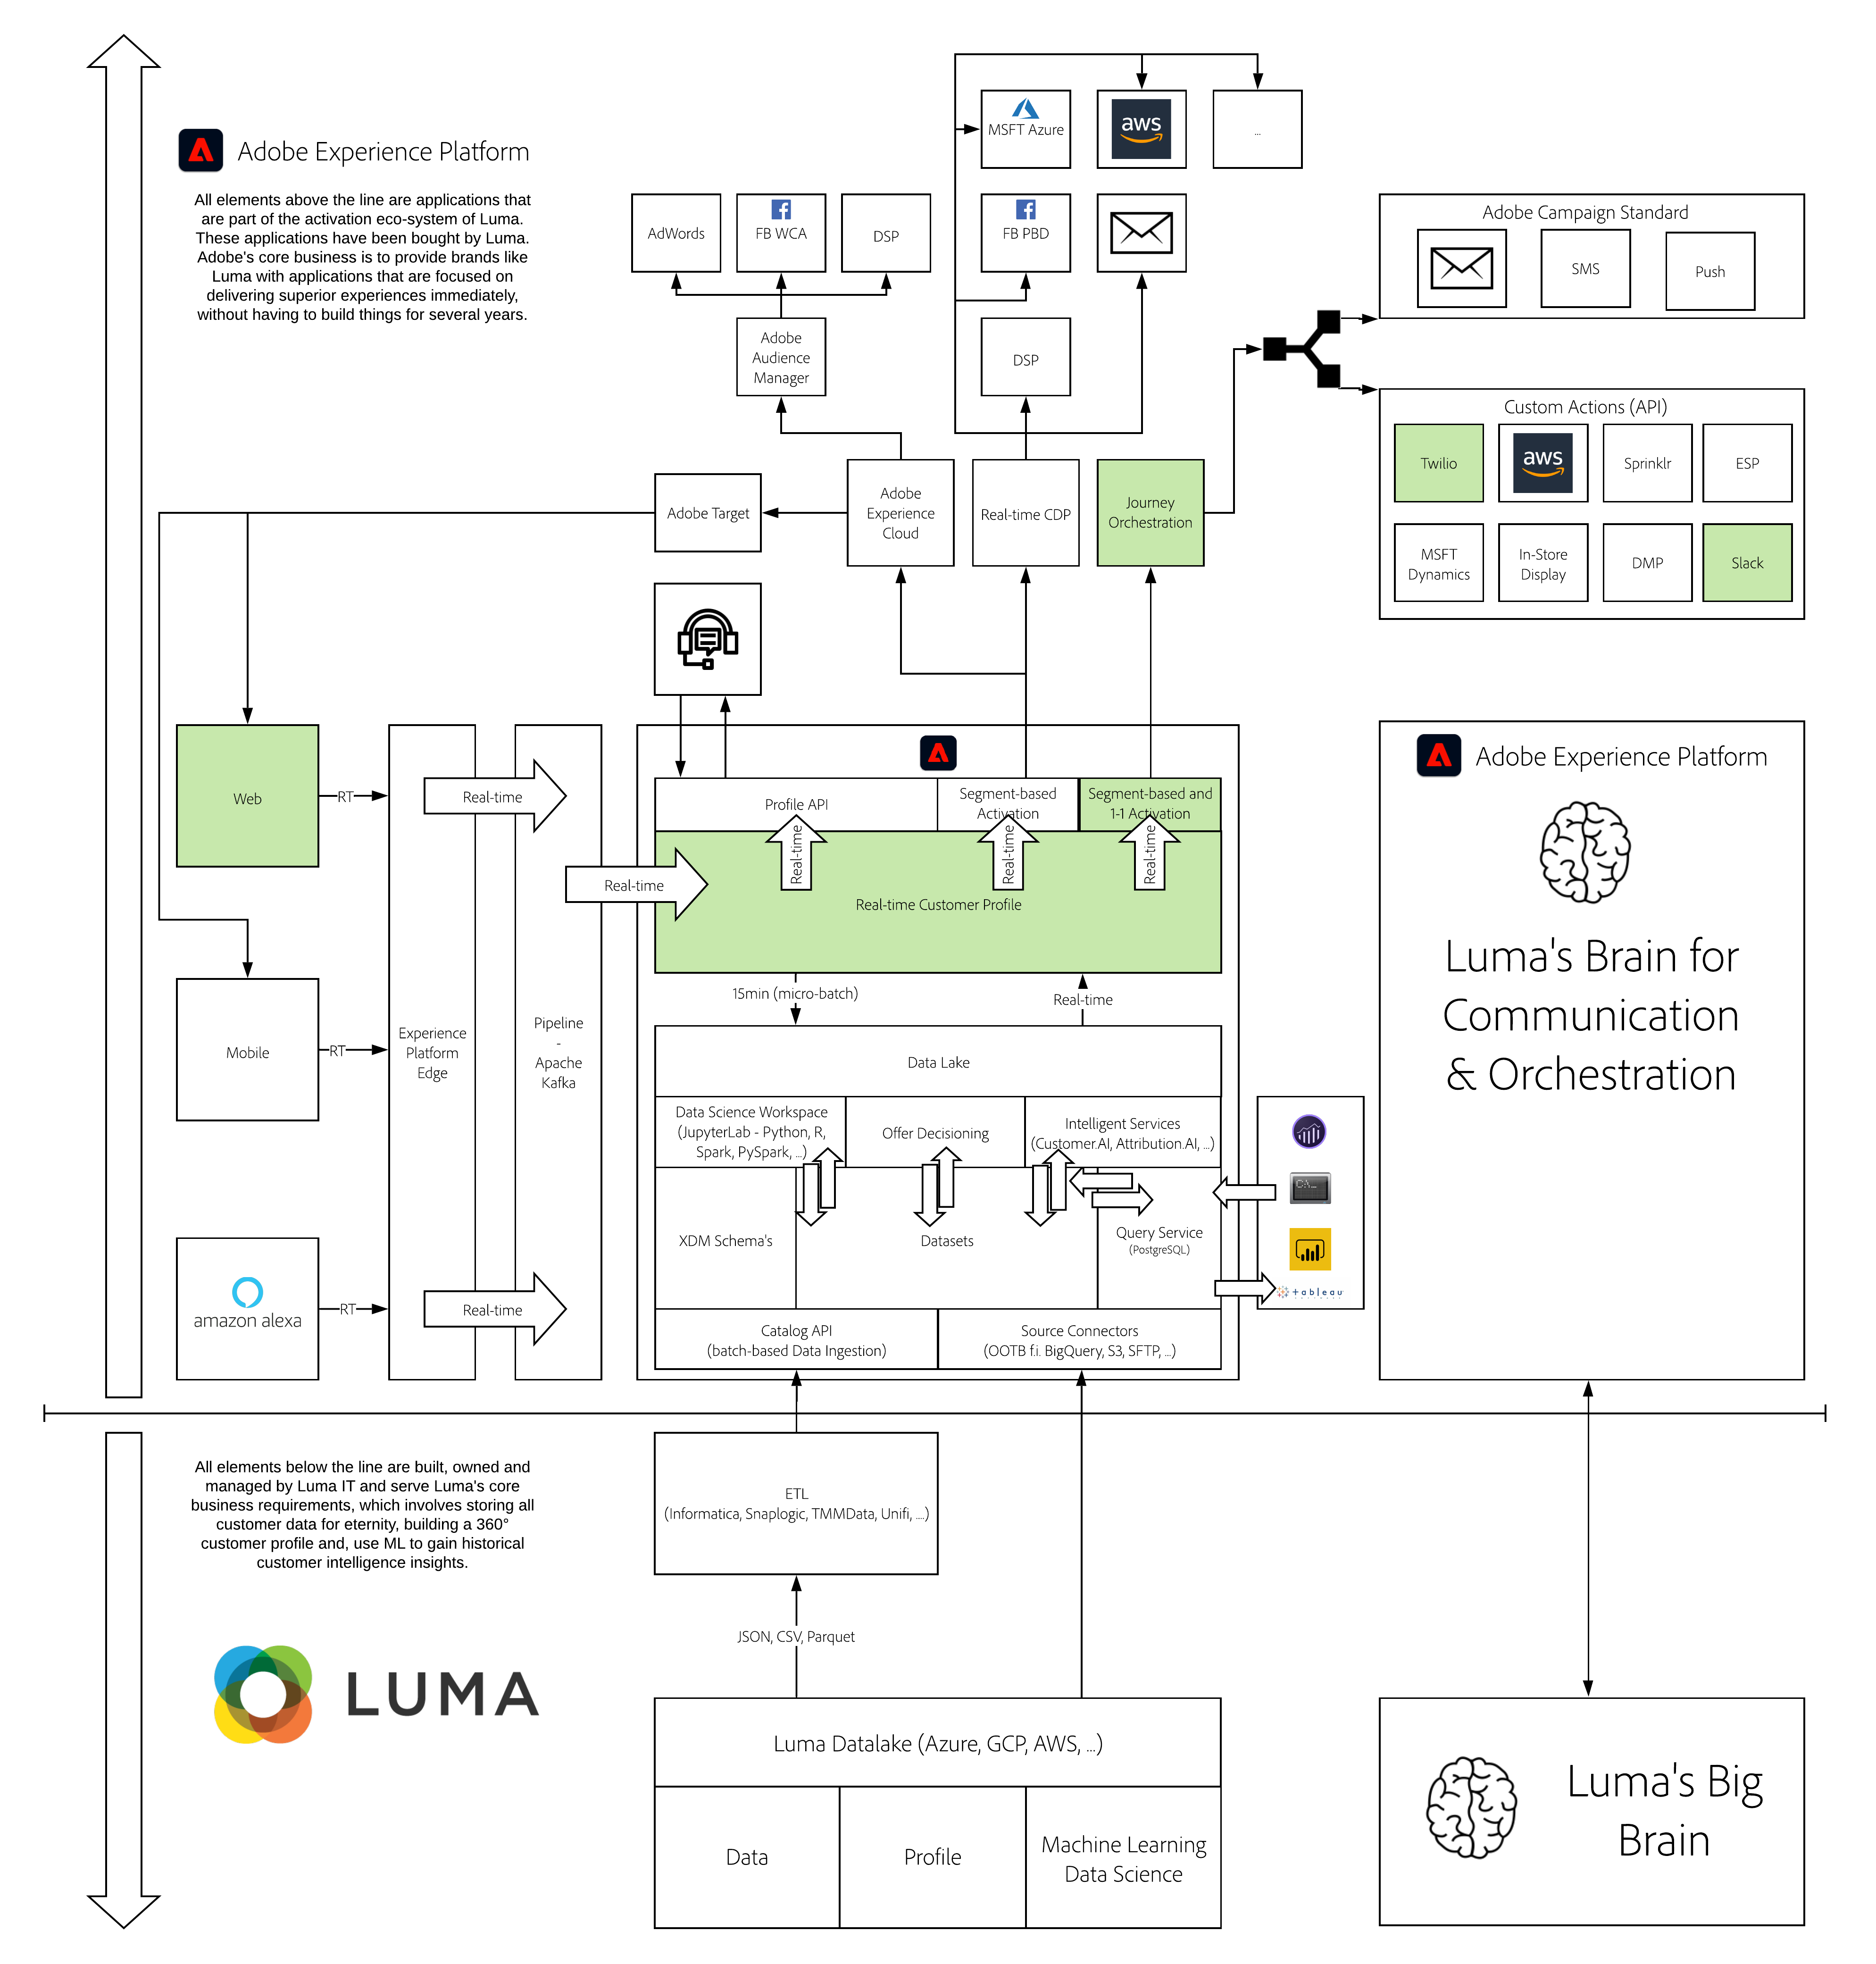 MSFT Azure
aws
...
Adobe Experience Platform
All elements above the line are applications that
are part of the activation eco-system of Luma.
These applications have been bought by Luma.
Adobe's core business is to provide brands like
Luma with applications that are focused on
delivering superior experiences immediately,
without having to build things for several years.
AdWords
FB WCA
DSP
FB PBD
Adobe Campaign Standard
SMS
Push
Adobe
Audience
Manager
DSP
Custom Actions (API)
Twilio
aws
Sprinklr
ESP
MSFT
Dynamics
In-Store
Display
DMP
Slack
Adobe Target
Adobe
Experience
Cloud
Real-time CDP
Journey
Orchestration
Web
RT
Real-time
Profile API
Segment-based
Activation
Segment-based and
1-1 Activation
Real-time
Real-time
Real-time
Real-time
Real-time Customer Profile
Adobe Experience Platform
Luma's Brain for
Communication
& Orchestration
15min (micro-batch)
Real-time
Mobile
RT
Experience
Platform
Edge
Pipeline
-
Apache
Kafka
Data Lake
Data Science Workspace
(JupyterLab - Python, R,
Spark, PySpark, ...)
Offer Decisioning
Intelligent Services
(Customer.AI, Attribution.AI, ...)
C:\_
XDM Schema's
Datasets
Query Service
(PostgreSQL)
tableau
amazon alexa
RT
Real-time
Catalog API
(batch-based Data Ingestion)
Source Connectors
(OOTB f.i. BigQuery, S3, SFTP, ...)
All elements below the line are built, owned and
managed by Luma IT and serve Luma's core
business requirements, which involves storing all
customer data for eternity, building a 360°
customer profile and, use ML to gain historical
customer intelligence insights.
ETL
(Informatica, Snaplogic, TMMData, Unifi, ....)
JSON, CSV, Parquet
LUMA
Luma Datalake (Azure, GCP, AWS, ...)
Data
Profile
Machine Learning
Data Science
Luma's Big
Brain